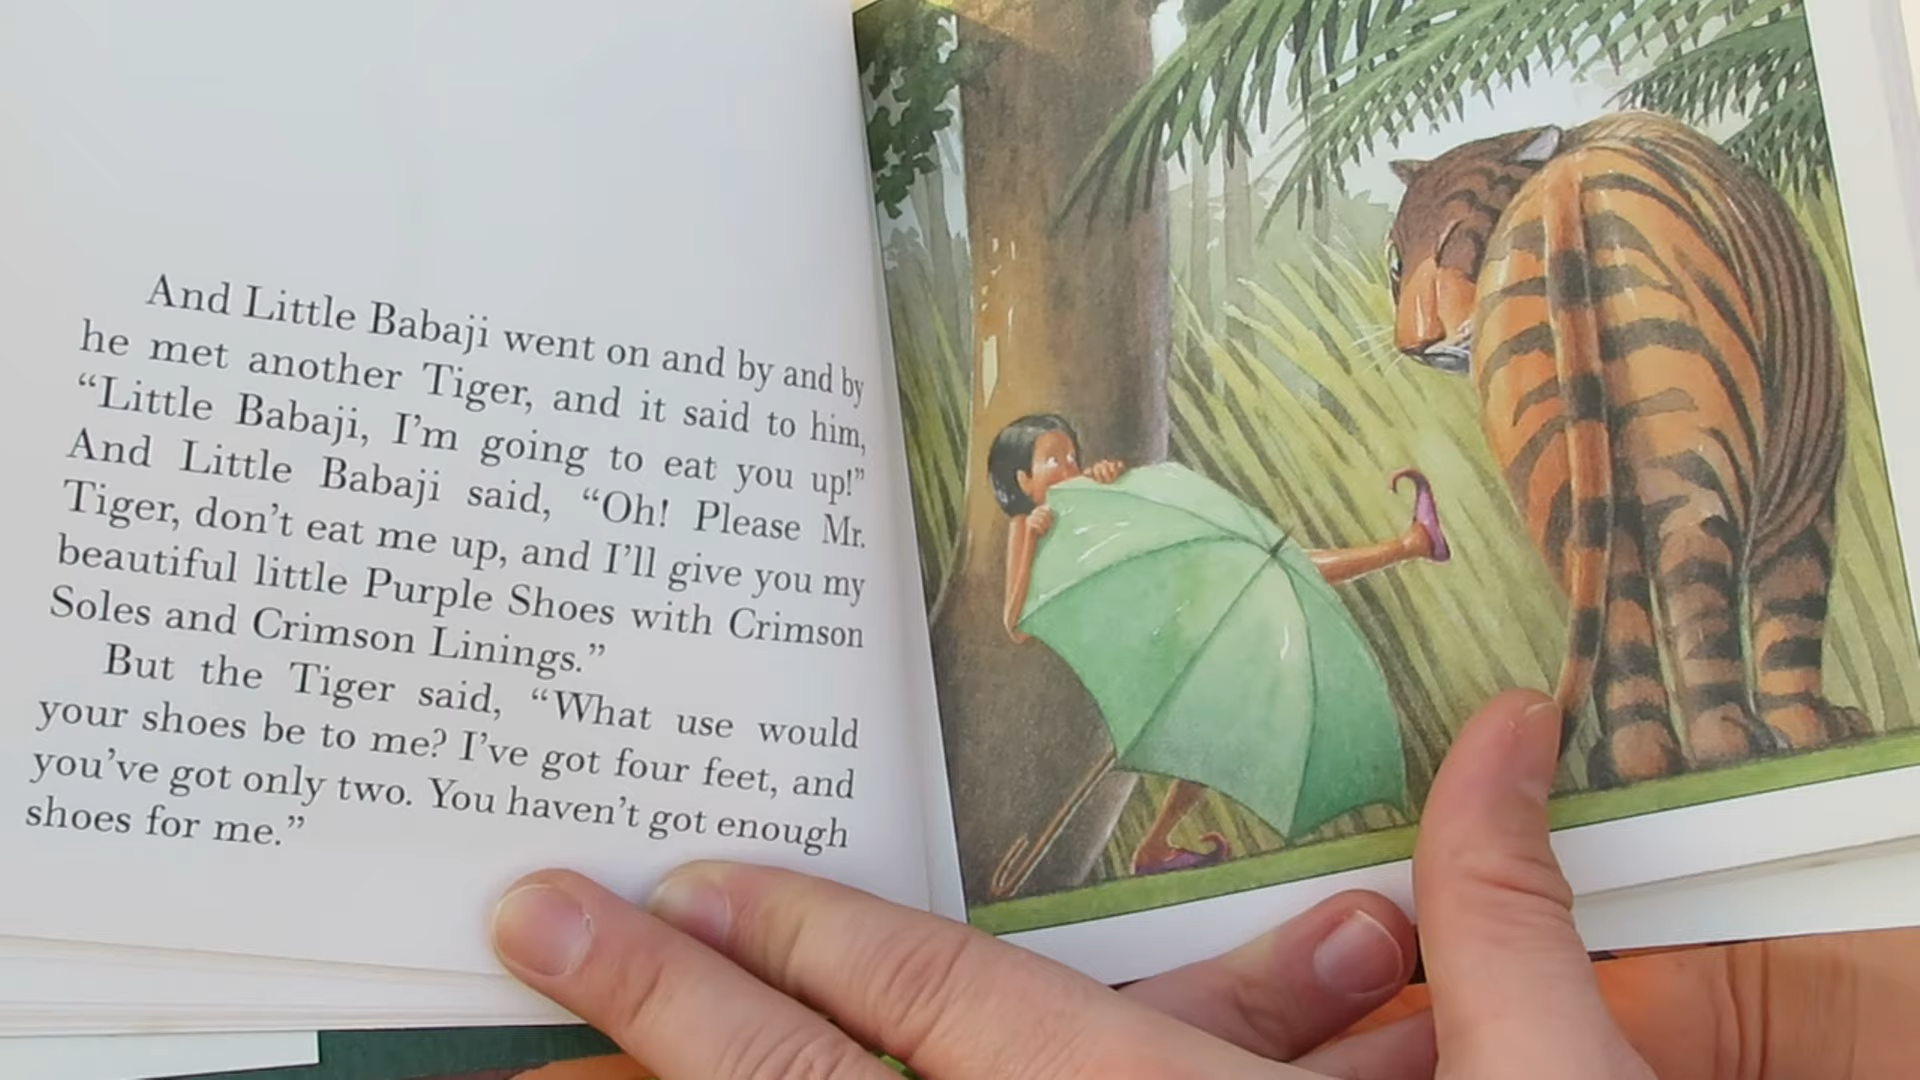 And Little Babaji went on and by and by
he met another Tiger, and it said to him,
“Little Babaji, I’m going to eat you up!”
And Little Babaji said, “Oh! Please Mr.
Tiger, don’t eat me up, and I’ll give you my
beautiful little Purple Shoes with Crimson
Soles and Crimson Linings.”
But the Tiger said, “What use would
your shoes be to me? I’ve got four feet, and
you’ve got only two. You haven’t got enough
shoes for me.”